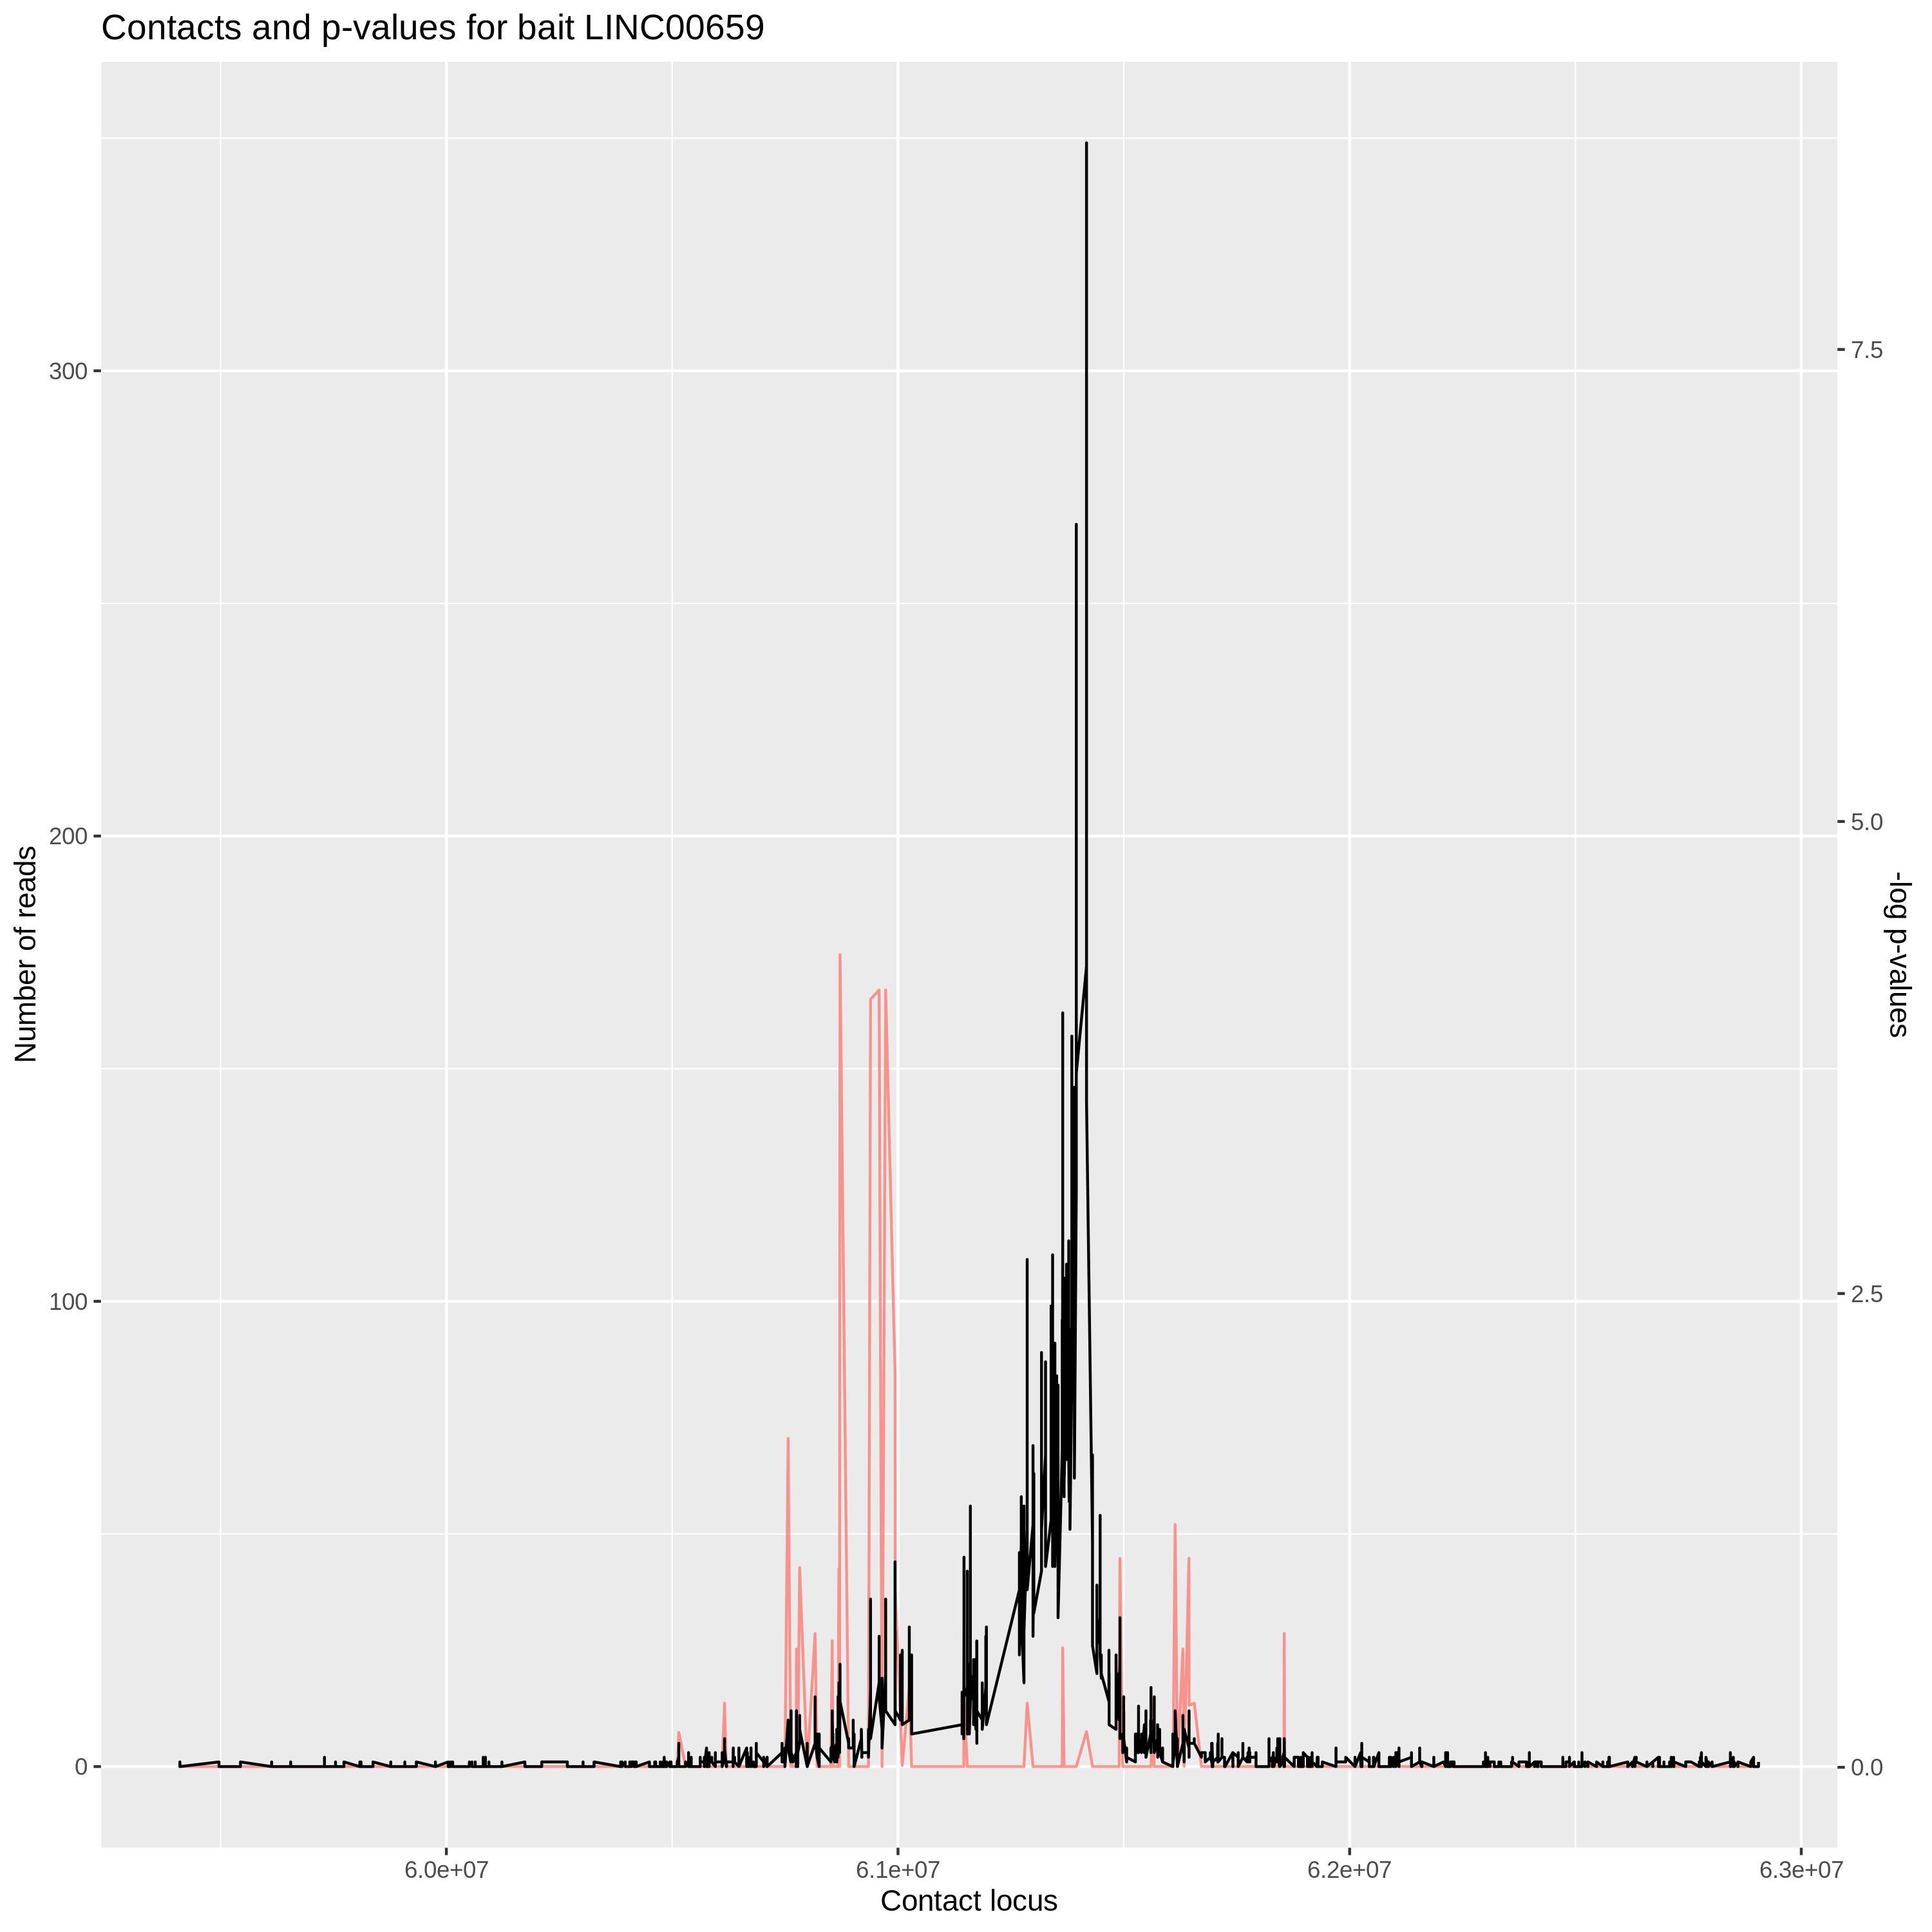 Contacts and p-values for bait LINC00659
Number of reads
300
200
100
0
7.5
5.0
2.5
0.0
-log p-values
6.0e+07
6.1e+07
6.2e+07
6.3e+07
Contact locus